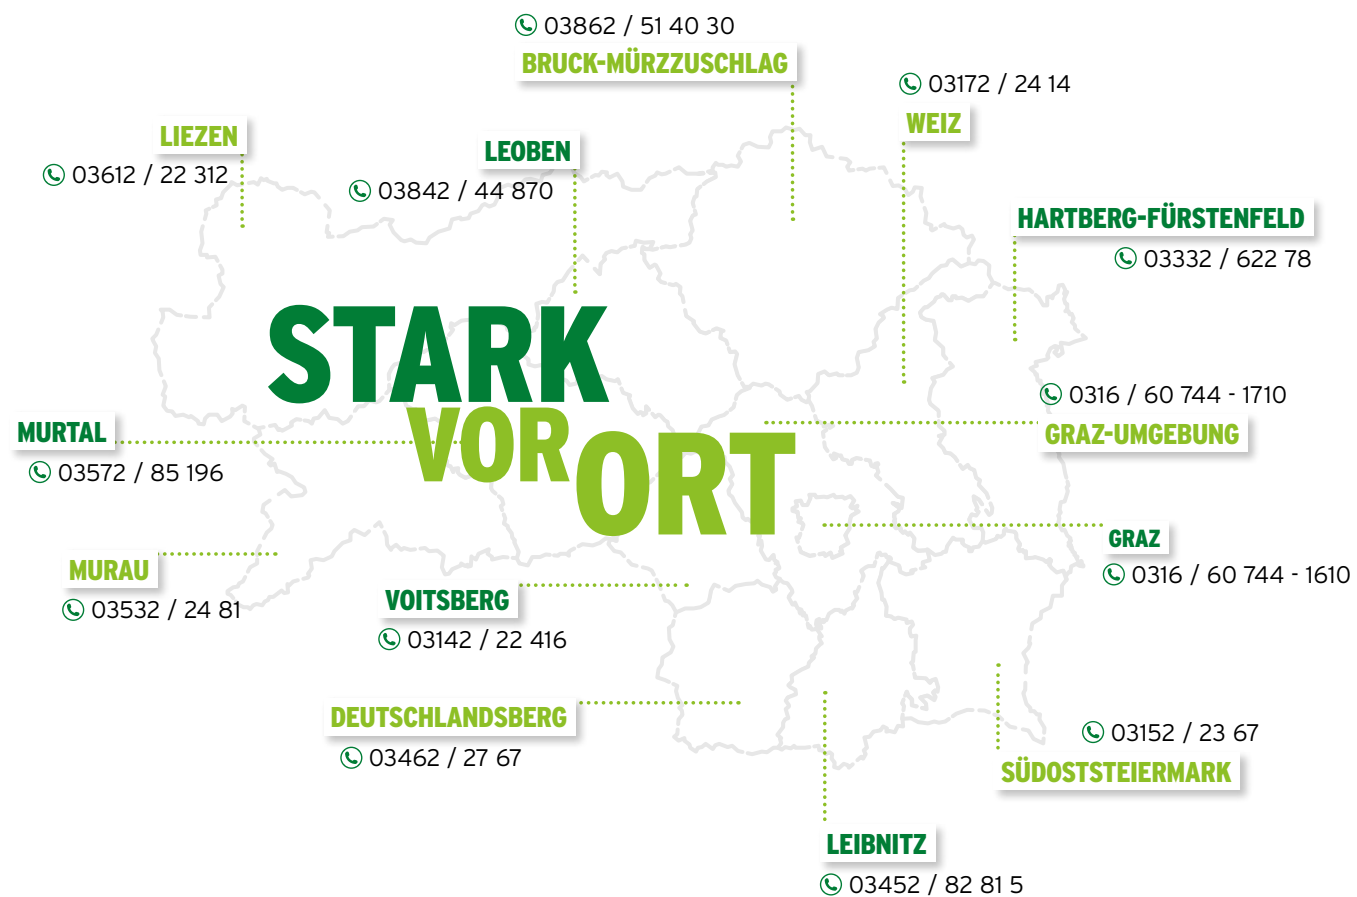 03862 / 51 40 30
BRUCK-MÜRZZUSCHLAG
03172 / 24 14
WEIZ
LIEZEN
03612 / 22 312
LEOBEN
03842 / 44 870
HARTBERG-FÜRSTENFELD
03332 / 622 78
STARK
VOR
ORT
0316 / 60 744 - 1710
GRAZ-UMGEBUNG
MURTAL
03572 / 85 196
GRAZ
0316 / 60 744 - 1610
MURAU
03532 / 24 81
VOITSBERG
03142 / 22 416
DEUTSCHLANDSBERG
03462 / 27 67
03152 / 23 67
SÜDOSTSTEIERMARK
LEIBNITZ
03452 / 82 81 5